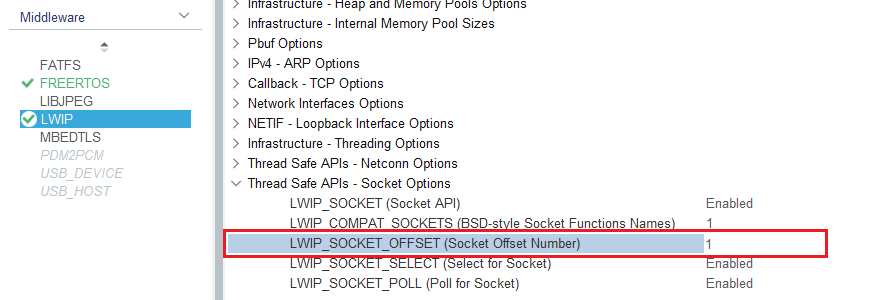 Middleware
FATFS
FREERTOS
LIBJPEG
LWIP
MBEDTLS
PDM2PCM
USB_DEVICE
USB_HOST
Infrastructure - Heap and Memory Pools Options
Infrastructure - Internal Memory Pool Sizes
Pbuf Options
IPv4 - ARP Options
Callback - TCP Options
Network Interfaces Options
NETIF - Loopback Interface Options
Infrastructure - Threading Options
Thread Safe APIs - Netconn Options
Thread Safe APIs - Socket Options
LWIP_SOCKET (Socket API) Enabled
LWIP_COMPAT_SOCKETS (BSD-style Socket Functions Names) 1
LWIP_SOCKET_OFFSET (Socket Offset Number) 1
LWIP_SOCKET_SELECT (Select for Socket) Enabled
LWIP_SOCKET_POLL (Poll for Socket) Enabled